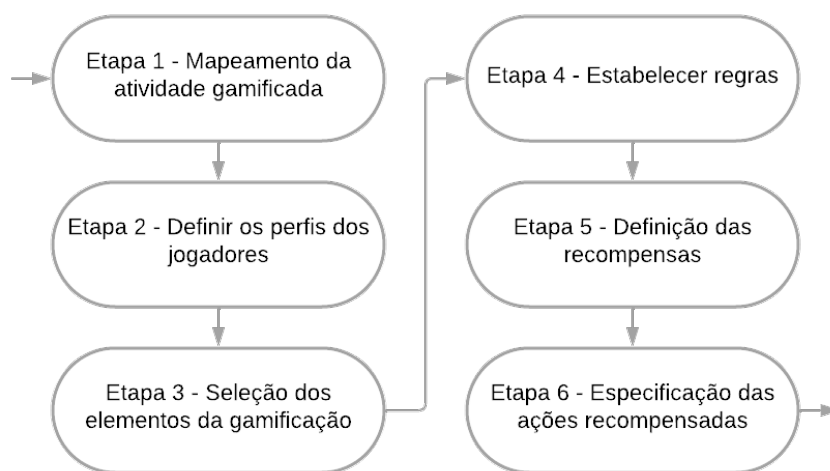 Etapa 1 - Mapeamento da
atividade gamificada
Etapa 2 - Definir os perfis dos
jogadores
Etapa 3 - Seleção dos
elementos da gamificação
Etapa 4 - Estabelecer regras
Etapa 5 - Definição das
recompensas
Etapa 6 - Especificação das
ações recompensadas